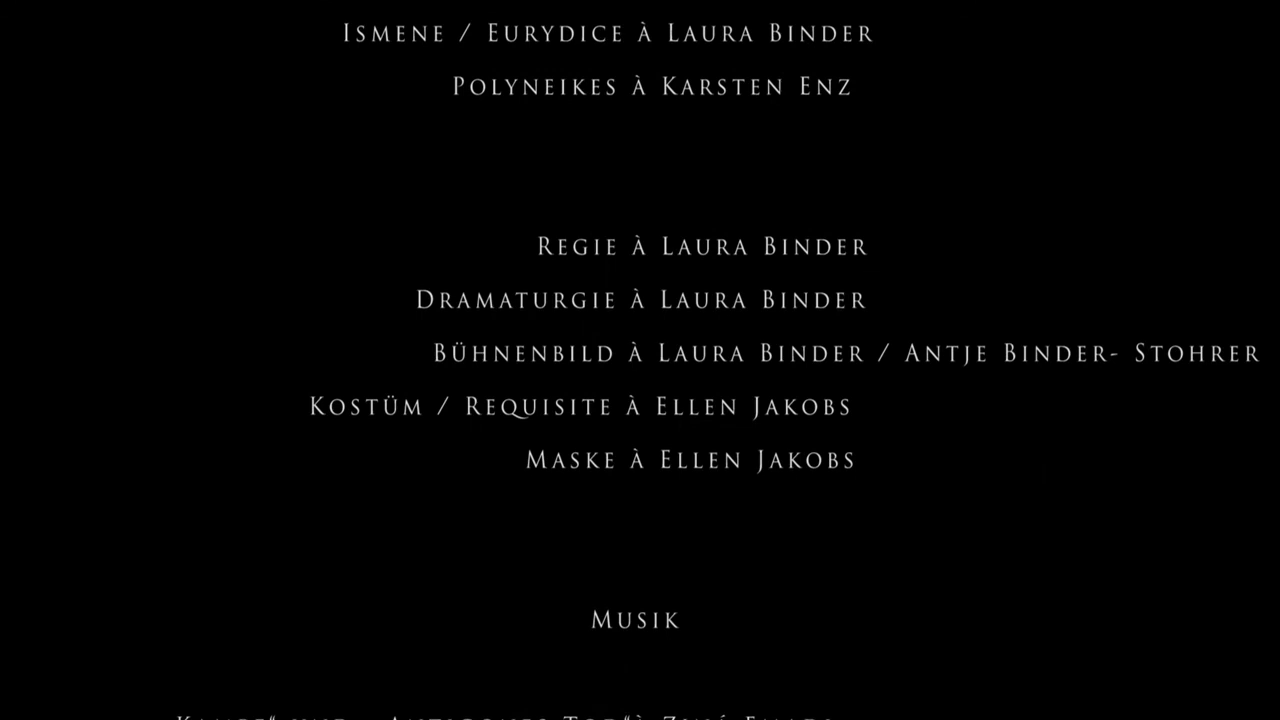 Ismene / Eurydice à Laura Binder
Polyneikes à Karsten Enz
Regie à Laura Binder
Dramaturgie à Laura Binder
Bühnenbild à Laura Binder / Antje Binder- Stohrer
Kostüm / Requisite à Ellen Jakobs
Maske à Ellen Jakobs
Musik